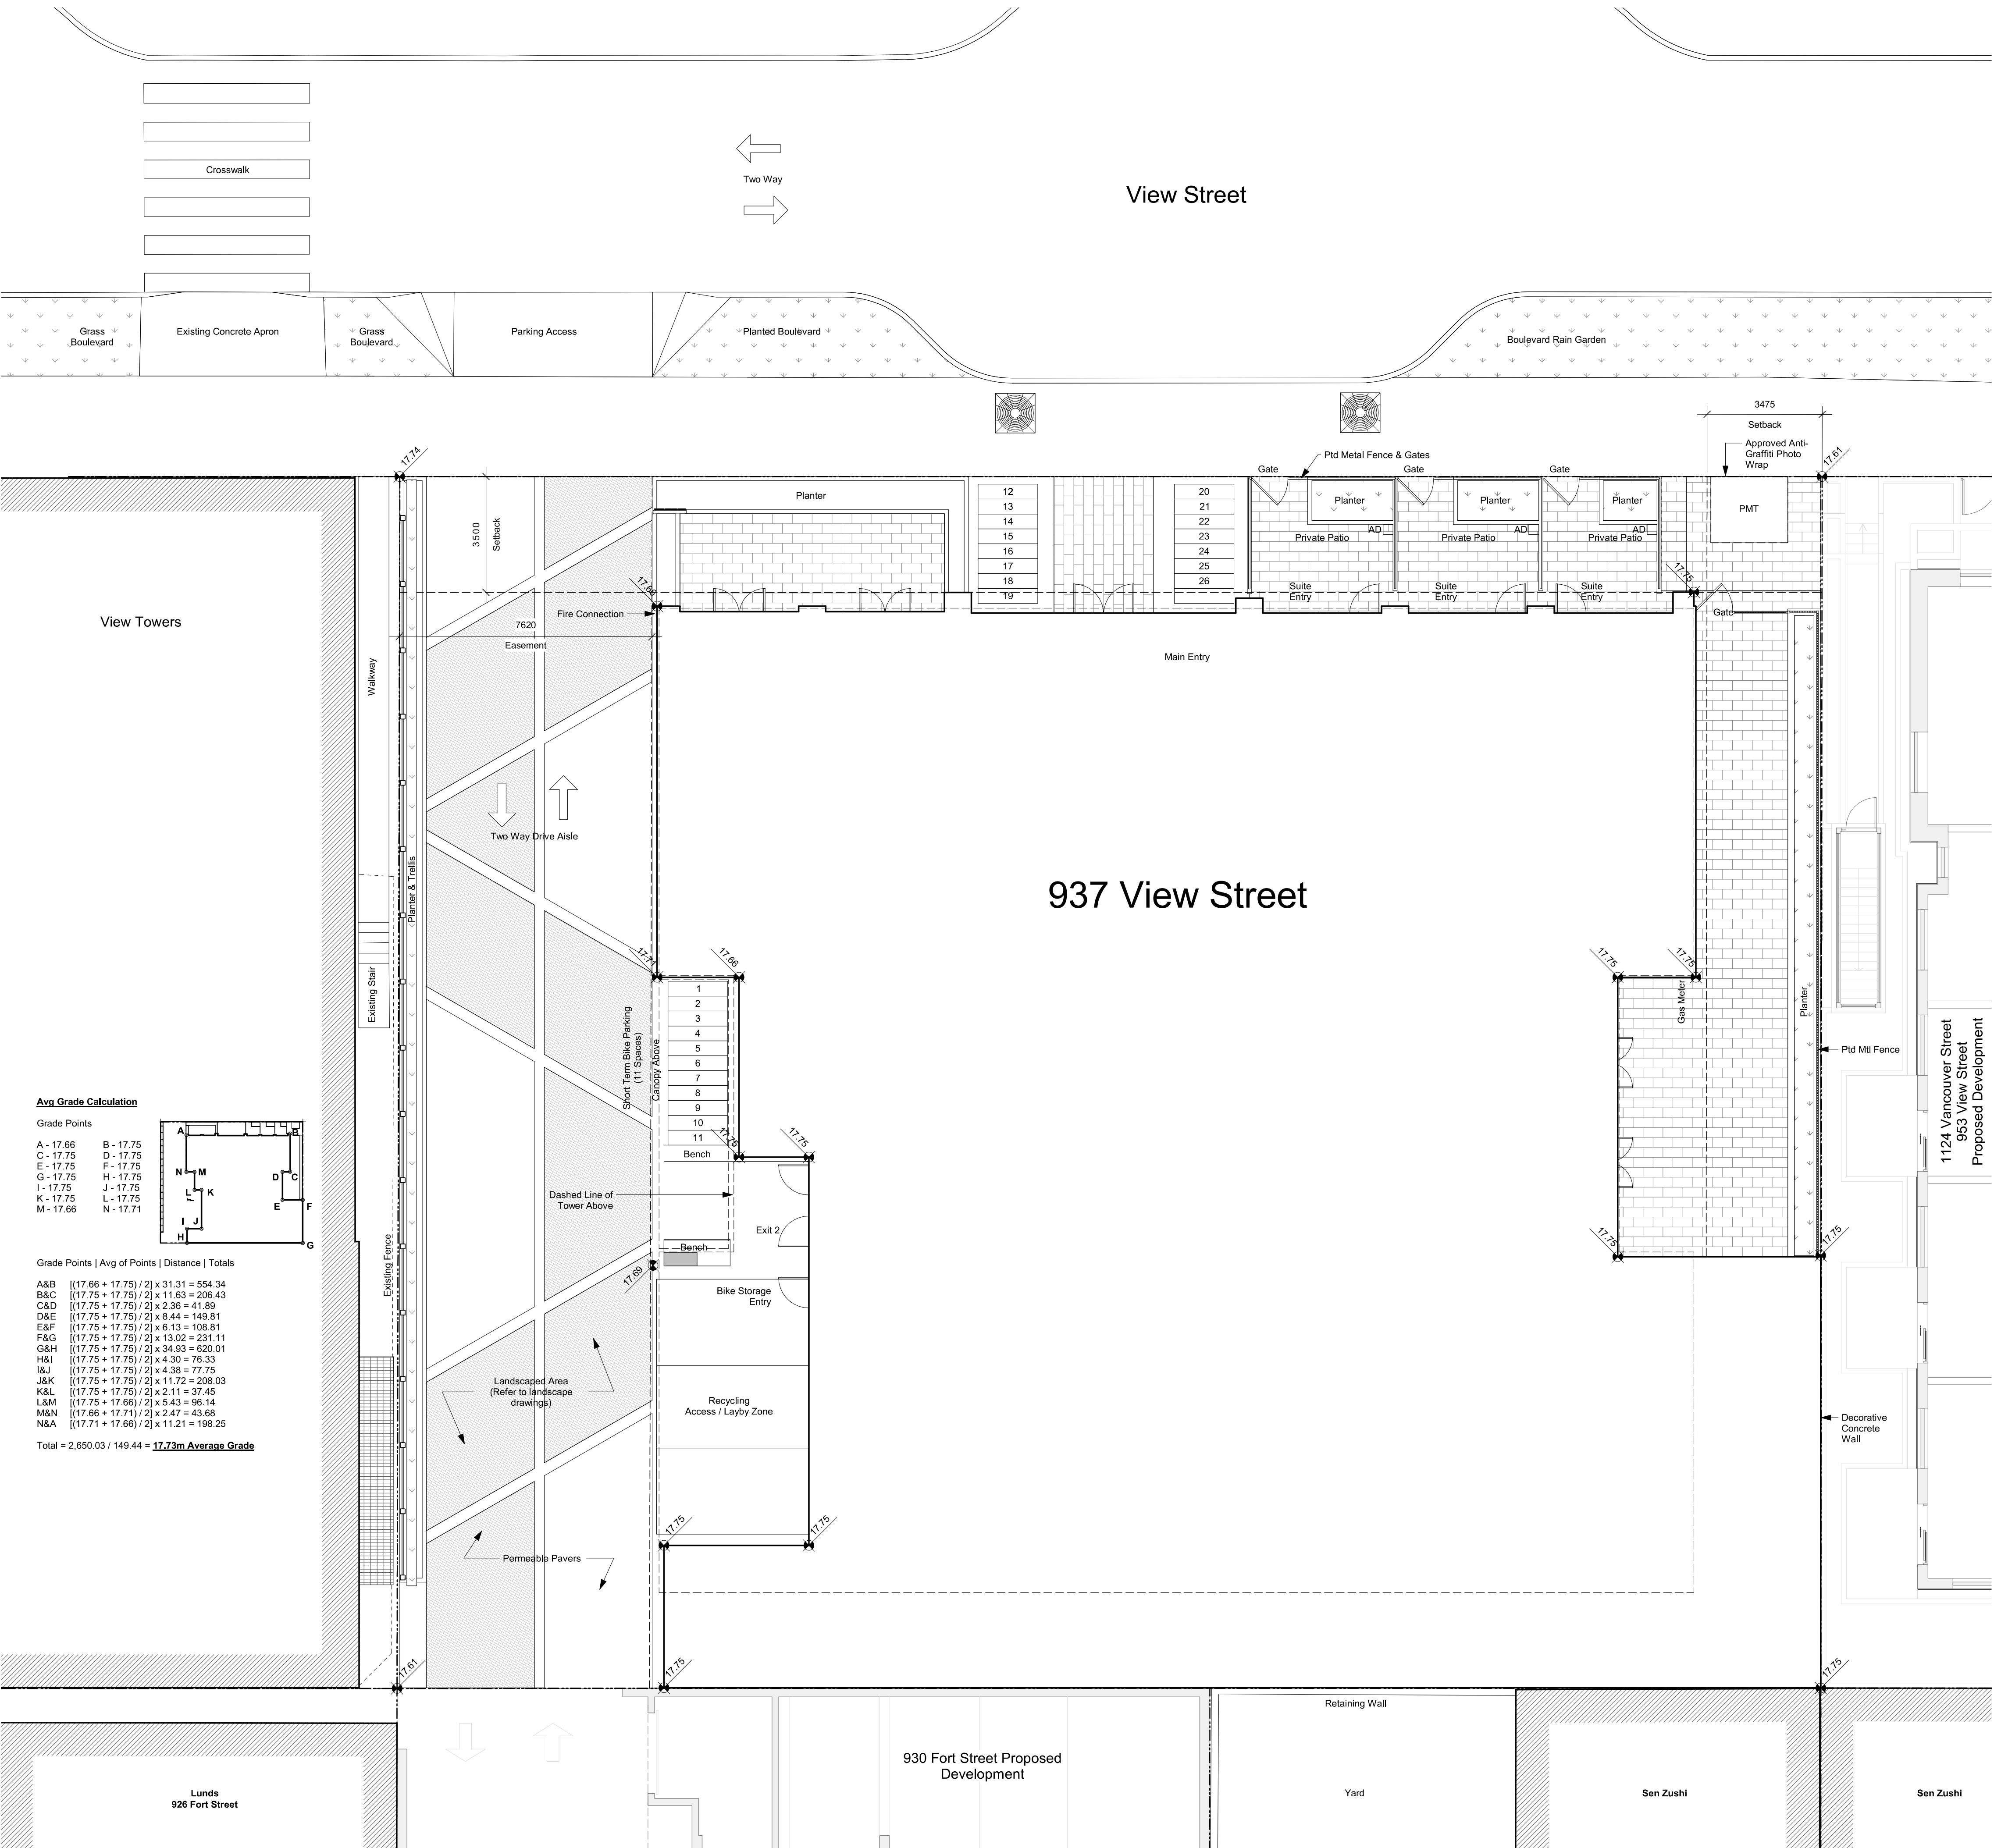 Crosswalk
Two Way
View Street
Grass
Boulevard
Existing Concrete Apron
Grass
Boulevard
Parking Access
Planted Boulevard
Boulevard Rain Garden
3475
Setback
Approved Anti-
Graffiti Photo
Wrap
17.74
17.61
Ptd Metal Fence & Gates
Gate
Gate
Gate
3500
Setback
Planter
12
13
14
15
16
17
18
19
20
21
22
23
24
25
26
Planter
Planter
Planter
PMT
AD
AD
AD
Private Patio
Private Patio
Private Patio
Suite
Entry
Suite
Entry
Suite
Entry
17.75
Gate
17.66
Fire Connection
7620
Easement
View Towers
Walkway
Main Entry
Two Way Drive Aisle
Planter & Trellis
937 View Street
Existing Stair
17.71
17.66
17.75
17.75
Gas Meter
Planter
1
2
3
4
5
6
7
8
9
10
11
Short Term Bike Parking
(11 Spaces)
Canopy Above
17.75
17.75
Bench
Ptd Mtl Fence
1124 Vancouver Street
953 View Street
Proposed Development
Dashed Line of
Tower Above
Exit 2
Bench
17.69
17.75
17.75
Existing Fence
Bike Storage
Entry
Avg Grade Calculation
Grade Points
A - 17.66 B - 17.75
C - 17.75 D - 17.75
E - 17.75 F - 17.75
G - 17.75 H - 17.75
I - 17.75 J - 17.75
K - 17.75 L - 17.75
M - 17.66 N - 17.71
A
B
N
M
D
C
L
K
E
F
I
J
H
G
Grade Points | Avg of Points | Distance | Totals
A&B [(17.66 + 17.75) / 2] x 31.31 = 554.34
B&C [(17.75 + 17.75) / 2] x 11.63 = 206.43
C&D [(17.75 + 17.75) / 2] x 2.36 = 41.89
D&E [(17.75 + 17.75) / 2] x 8.44 = 149.81
E&F [(17.75 + 17.75) / 2] x 6.13 = 108.81
F&G [(17.75 + 17.75) / 2] x 13.02 = 231.11
G&H [(17.75 + 17.75) / 2] x 34.93 = 620.01
H&I [(17.75 + 17.75) / 2] x 4.30 = 76.33
I&J [(17.75 + 17.75) / 2] x 4.38 = 77.75
J&K [(17.75 + 17.75) / 2] x 11.72 = 208.03
K&L [(17.75 + 17.75) / 2] x 2.11 = 37.45
L&M [(17.75 + 17.66) / 2] x 5.43 = 96.14
M&N [(17.66 + 17.71) / 2] x 2.47 = 43.68
N&A [(17.71 + 17.66) / 2] x 11.21 = 198.25
Total = 2,650.03 / 149.44 = 17.73m Average Grade
Landscaped Area
(Refer to landscape
drawings)
Recycling
Access / Layby Zone
Decorative
Concrete
Wall
17.75
17.75
Permeable Pavers
17.61
17.75
17.75
Retaining Wall
930 Fort Street Proposed
Development
Lunds
926 Fort Street
Yard
Sen Zushi
Sen Zushi